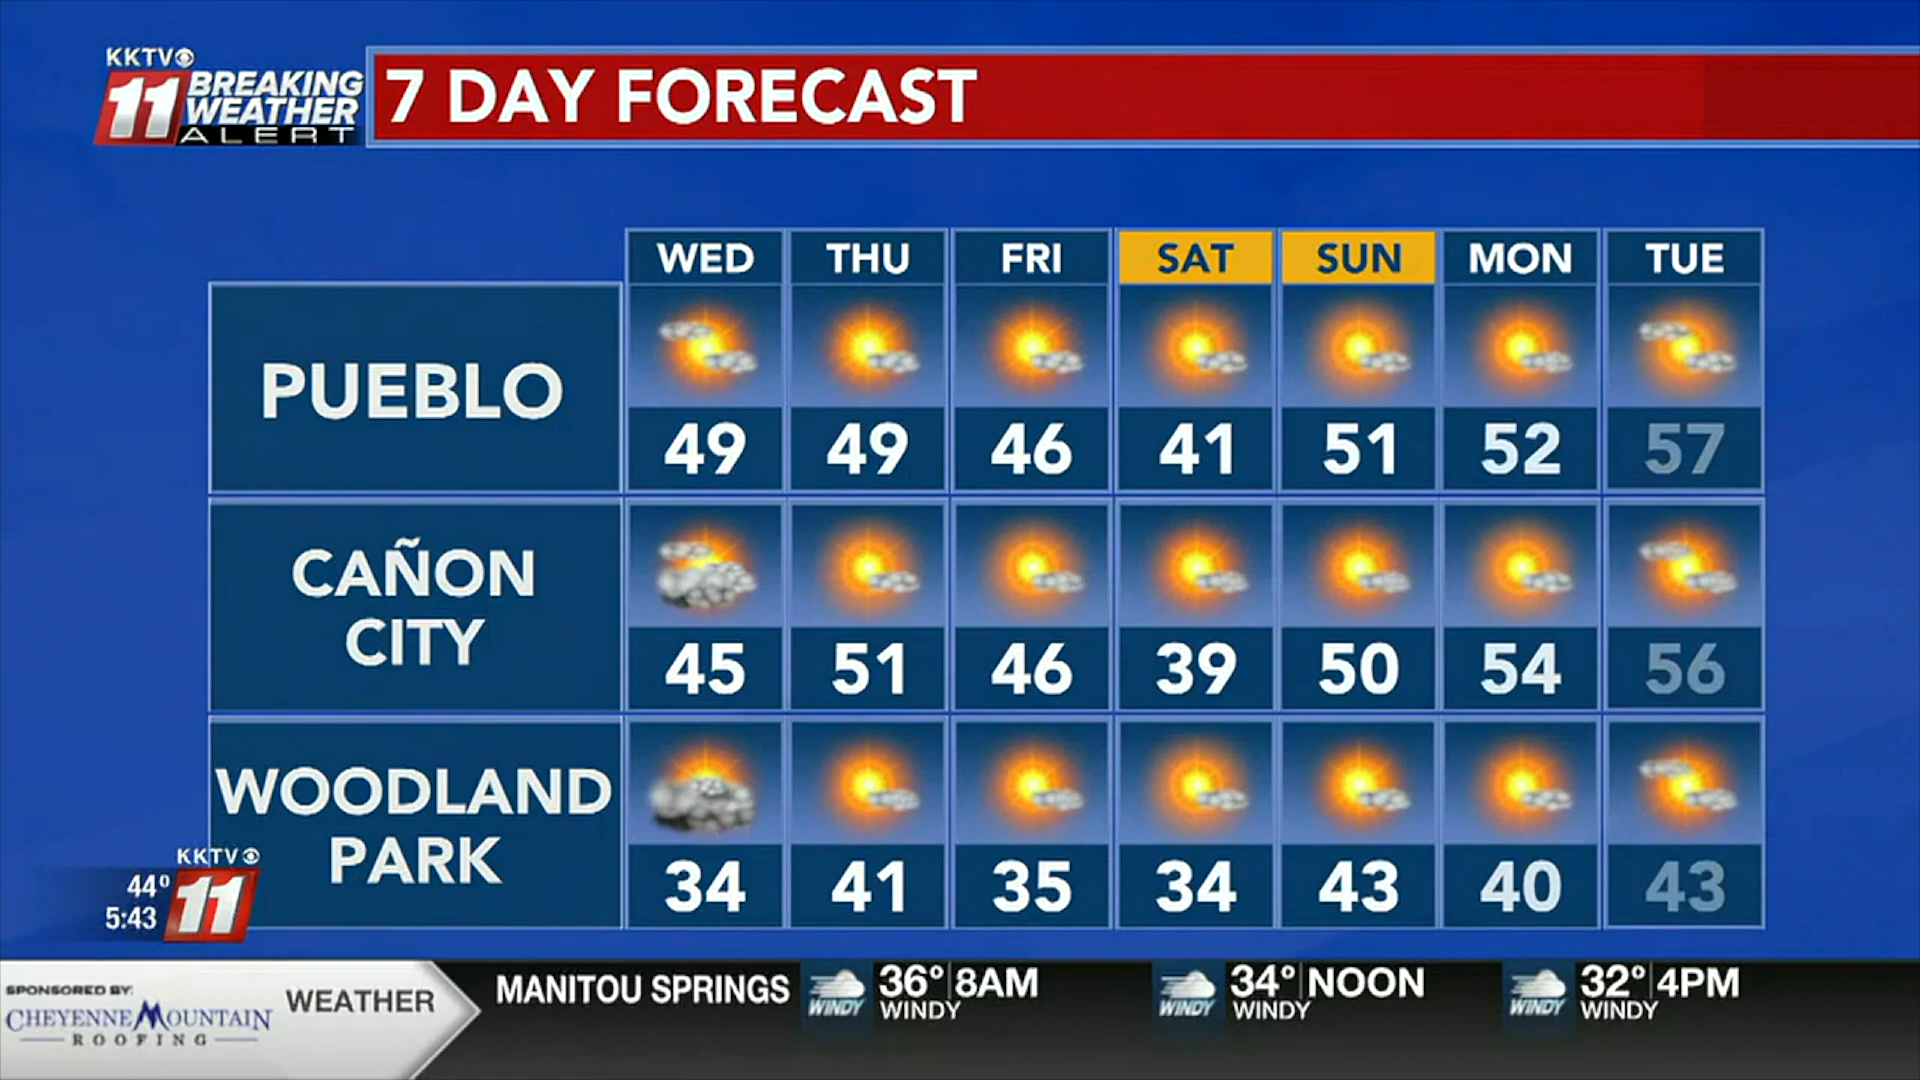 KKTV
11 BREAKING
WEATHER
ALERT
7 DAY FORECAST
WED THU FRI SAT SUN MON TUE
PUEBLO
49 49 46 41 51 52 57
CAÑON
CITY
45 51 46 39 50 54 56
WOODLAND
PARK
34 41 35 34 43 40 43
KKTV
11
44°
5:43
SPONSORED BY:
CHEYENNE MOUNTAIN
ROOFING
WEATHER
MANITOU SPRINGS
WINDY 36° 8AM
WINDY
WINDY 34° NOON
WINDY
WINDY 32° 4PM
WINDY